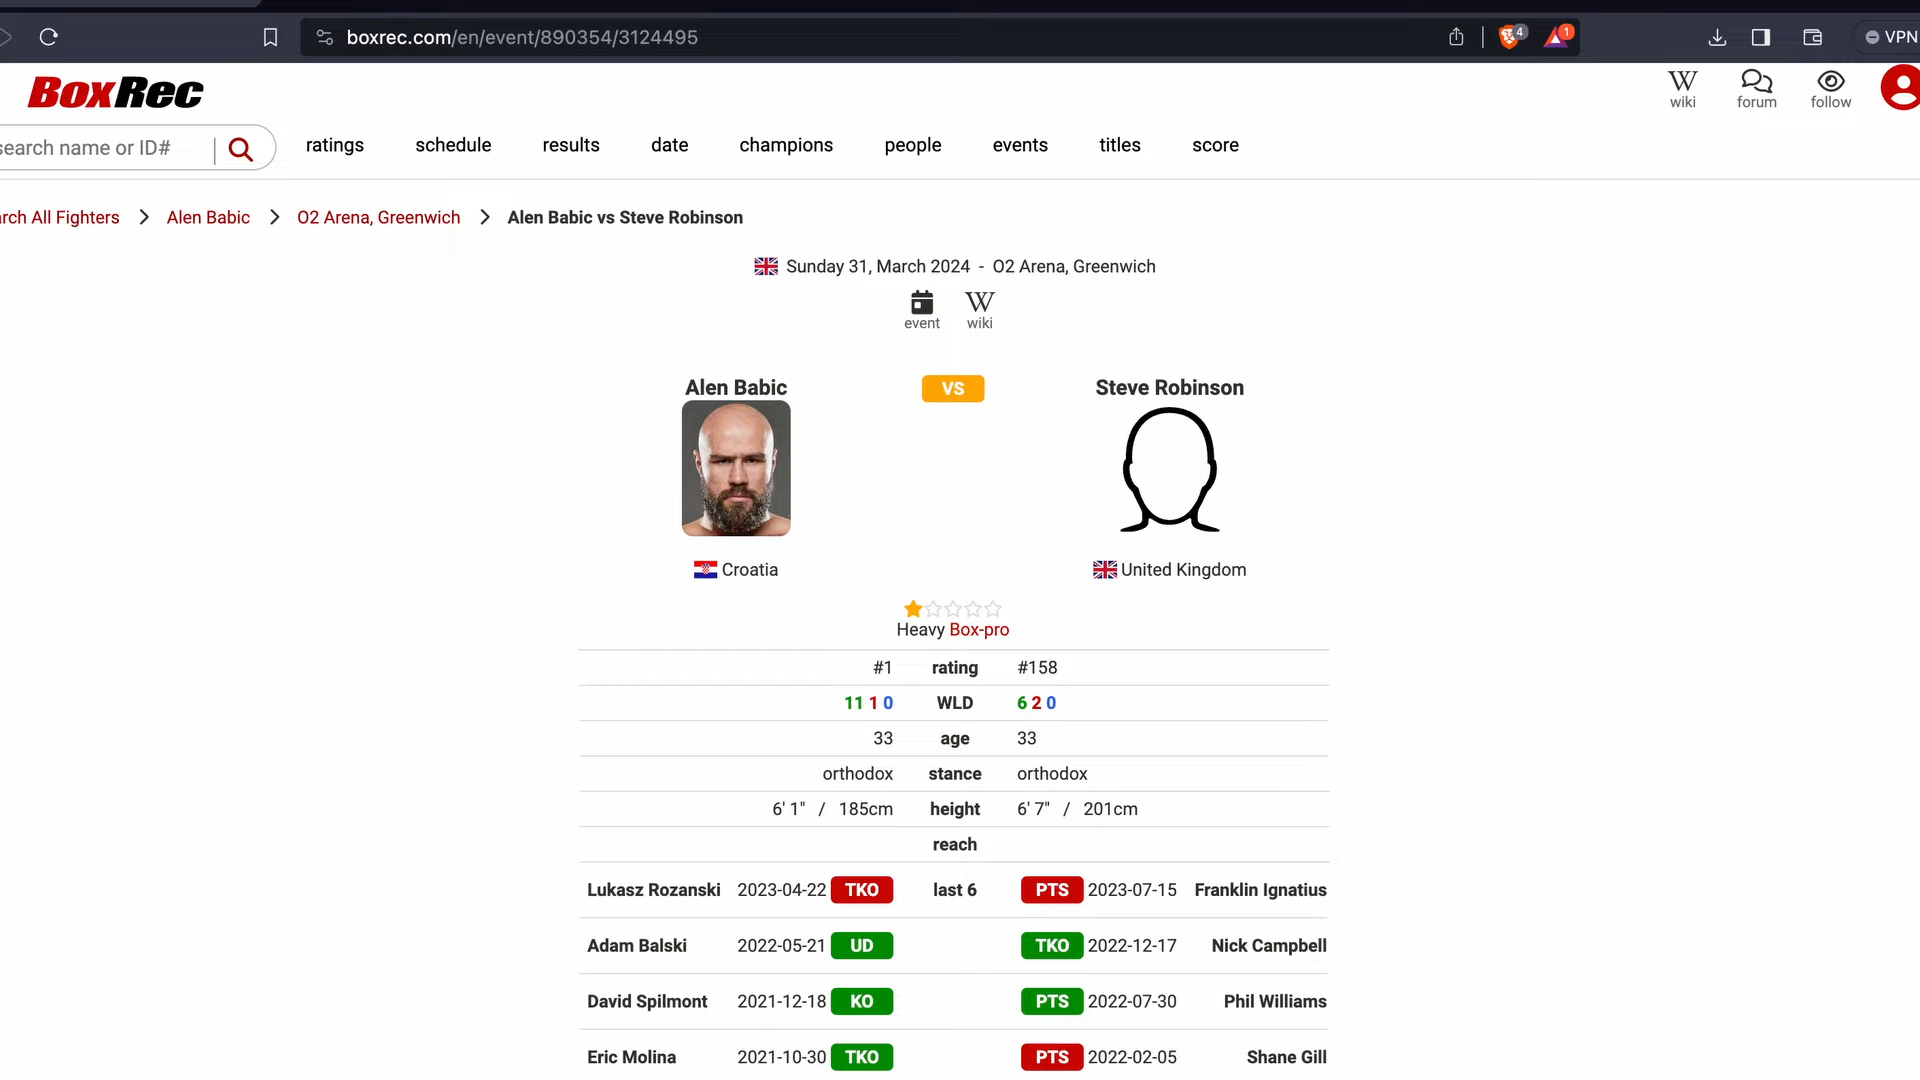 boxrec.com/en/event/890354/3124495
4
1
VPN
BoxRec
W
wiki
forum
follow
search name or ID#
ratings
schedule
results
date
champions
people
events
titles
score
rch All Fighters > Alen Babic > O2 Arena, Greenwich > Alen Babic vs Steve Robinson
Sunday 31, March 2024 - O2 Arena, Greenwich
event
W
wiki
Alen Babic VS Steve Robinson
Croatia United Kingdom
Heavy Box-pro
#1 rating #158
11 1 0 WLD 6 2 0
33 age 33
orthodox stance orthodox
6' 1" / 185cm height 6' 7" / 201cm
reach
Lukasz Rozanski 2023-04-22 TKO last 6 PTS 2023-07-15 Franklin Ignatius
Adam Balski 2022-05-21 UD TKO 2022-12-17 Nick Campbell
David Spilmont 2021-12-18 KO PTS 2022-07-30 Phil Williams
Eric Molina 2021-10-30 TKO PTS 2022-02-05 Shane Gill